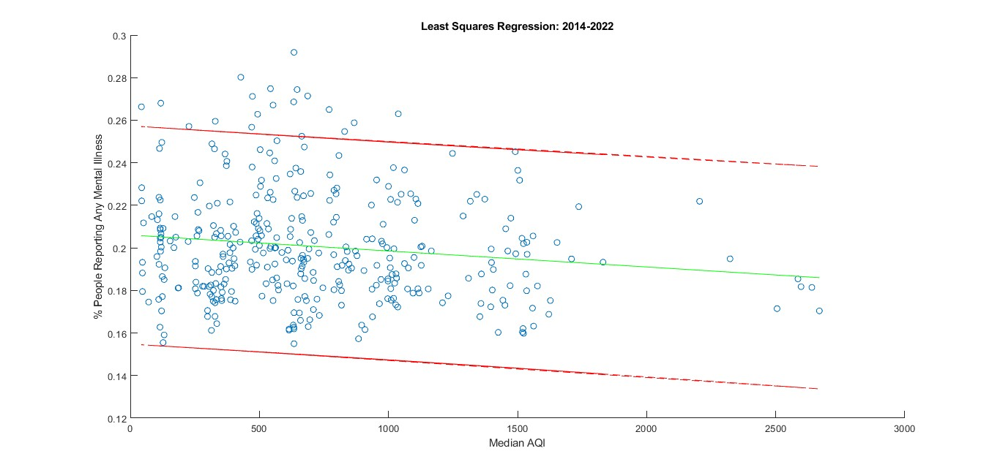 Least Squares Regression: 2014-2022
% People Reporting Any Mental Illness
0.3
0.28
0.26
0.24
0.22
0.2
0.18
0.16
0.14
0.12
0 500 1000 1500 2000 2500 3000
Median AQI